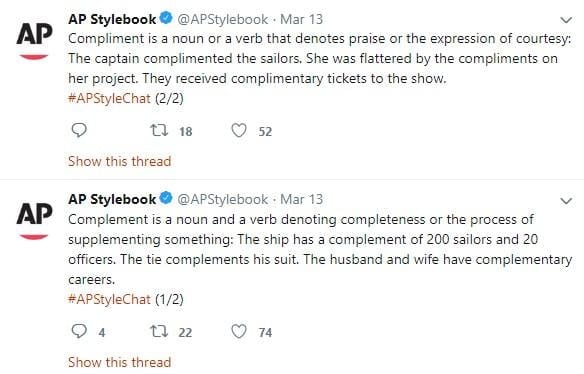 AP
AP Stylebook @APStylebook · Mar 13
Compliment is a noun or a verb that denotes praise or the expression of courtesy:
The captain complimented the sailors. She was flattered by the compliments on
her project. They received complimentary tickets to the show.
#APStyleChat (2/2)
18 52
Show this thread
AP
AP Stylebook @APStylebook · Mar 13
Complement is a noun and a verb denoting completeness or the process of
supplementing something: The ship has a complement of 200 sailors and 20
officers. The tie complements his suit. The husband and wife have complementary
careers.
#APStyleChat (1/2)
4 22 74
Show this thread